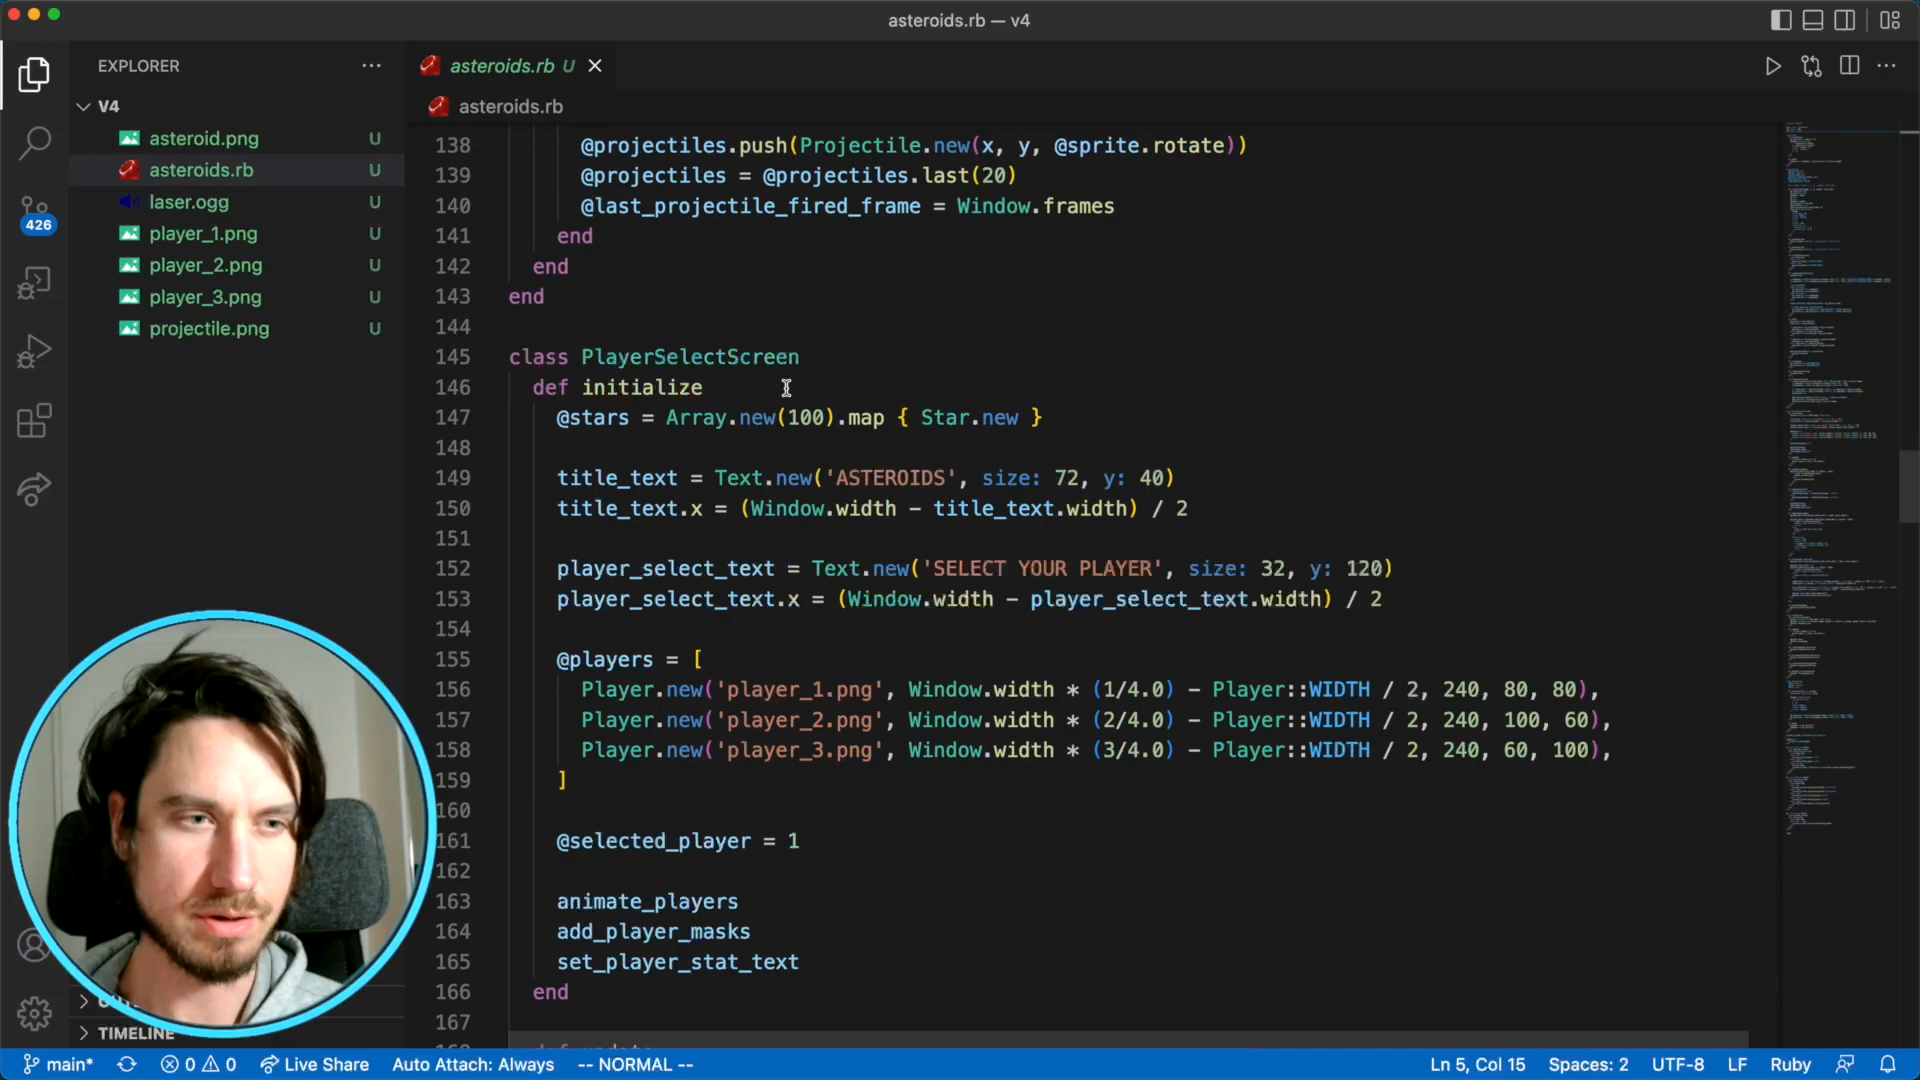 asteroids.rb — v4
EXPLORER
asteroids.rb U
V4
asteroids.rb
asteroid.png U
asteroids.rb U
laser.ogg U
player_1.png U
player_2.png U
player_3.png U
projectile.png U
426
138 @projectiles.push(Projectile.new(x, y, @sprite.rotate))
139 @projectiles = @projectiles.last(20)
140 @last_projectile_fired_frame = Window.frames
141 end
142 end
143 end
144
145 class PlayerSelectScreen
146 def initialize
147 @stars = Array.new(100).map { Star.new }
148
149 title_text = Text.new('ASTEROIDS', size: 72, y: 40)
150 title_text.x = (Window.width - title_text.width) / 2
151
152 player_select_text = Text.new('SELECT YOUR PLAYER', size: 32, y: 120)
153 player_select_text.x = (Window.width - player_select_text.width) / 2
154
155 @players = [
156 Player.new('player_1.png', Window.width * (1/4.0) - Player::WIDTH / 2, 240, 80, 80),
157 Player.new('player_2.png', Window.width * (2/4.0) - Player::WIDTH / 2, 240, 100, 60),
158 Player.new('player_3.png', Window.width * (3/4.0) - Player::WIDTH / 2, 240, 60, 100),
159 ]
160
161 @selected_player = 1
162
163 animate_players
164 add_player_masks
165 set_player_stat_text
166 end
167
TIMELINE
main* 0 0 Live Share Auto Attach: Always -- NORMAL -- Ln 5, Col 15 Spaces: 2 UTF-8 LF Ruby